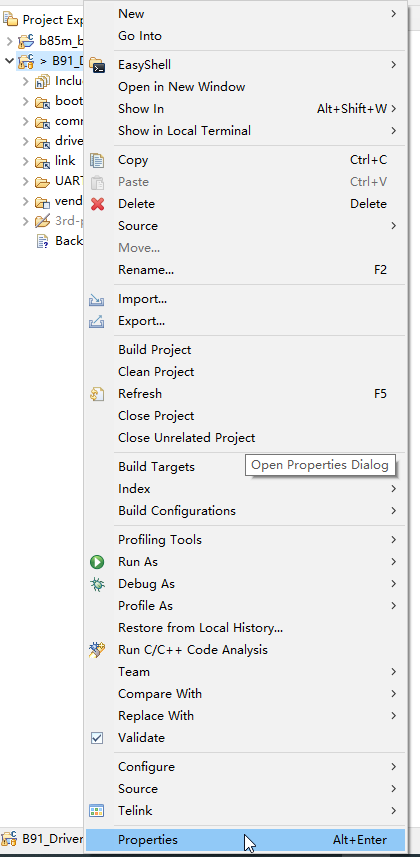 Project Exp
b85m_b
> B91_D
Inclu
boot
comm
drive
link
UAR
vend
3rd-p
Back
New
Go Into
EasyShell
Open in New Window
Show In Alt+Shift+W >
Show in Local Terminal
Copy Ctrl+C
Paste Ctrl+V
Delete Delete
Source
Move...
Rename... F2
Import...
Export...
Build Project
Clean Project
Refresh F5
Close Project
Close Unrelated Project
Open Properties Dialog
Build Targets
Index
Build Configurations
Profiling Tools
Run As
Debug As
Profile As
Restore from Local History...
Run C/C++ Code Analysis
Team
Compare With
Replace With
Validate
Configure
Source
Telink
B91_Driver
Properties Alt+Enter